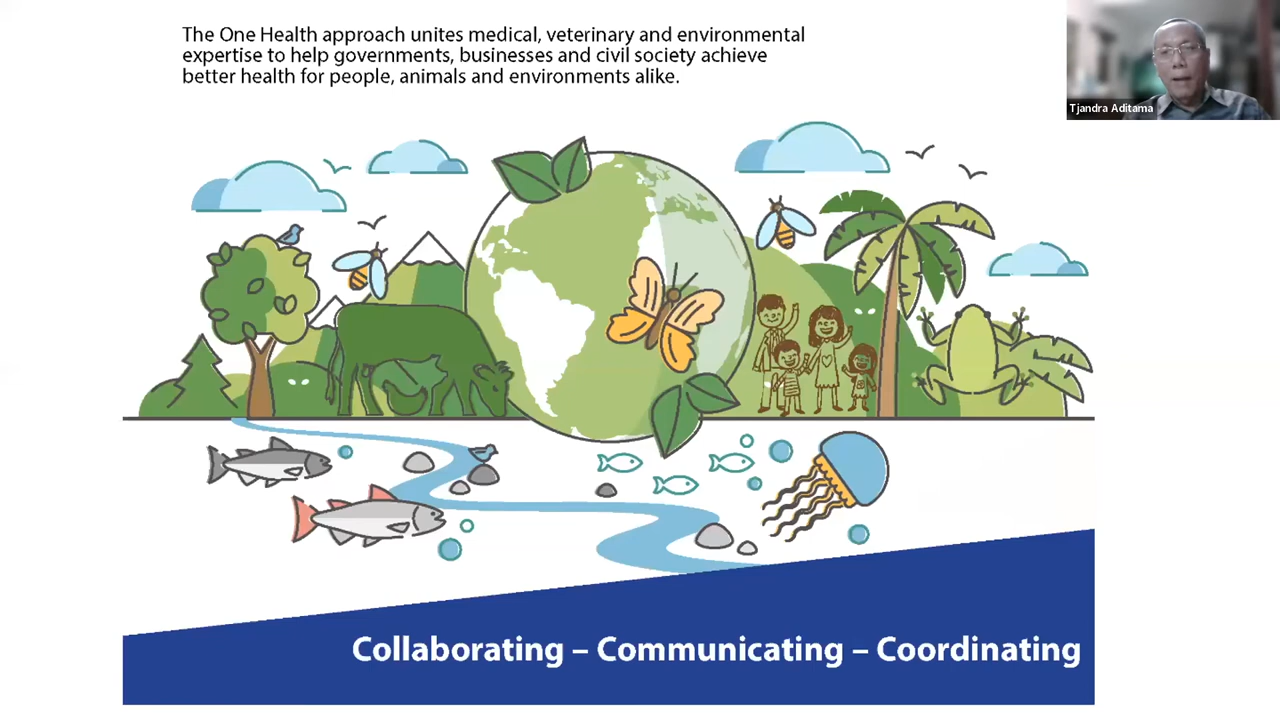 The One Health approach unites medical, veterinary and environmental
expertise to help governments, businesses and civil society achieve
better health for people, animals and environments alike.
Tjandra Aditama
Collaborating – Communicating – Coordinating